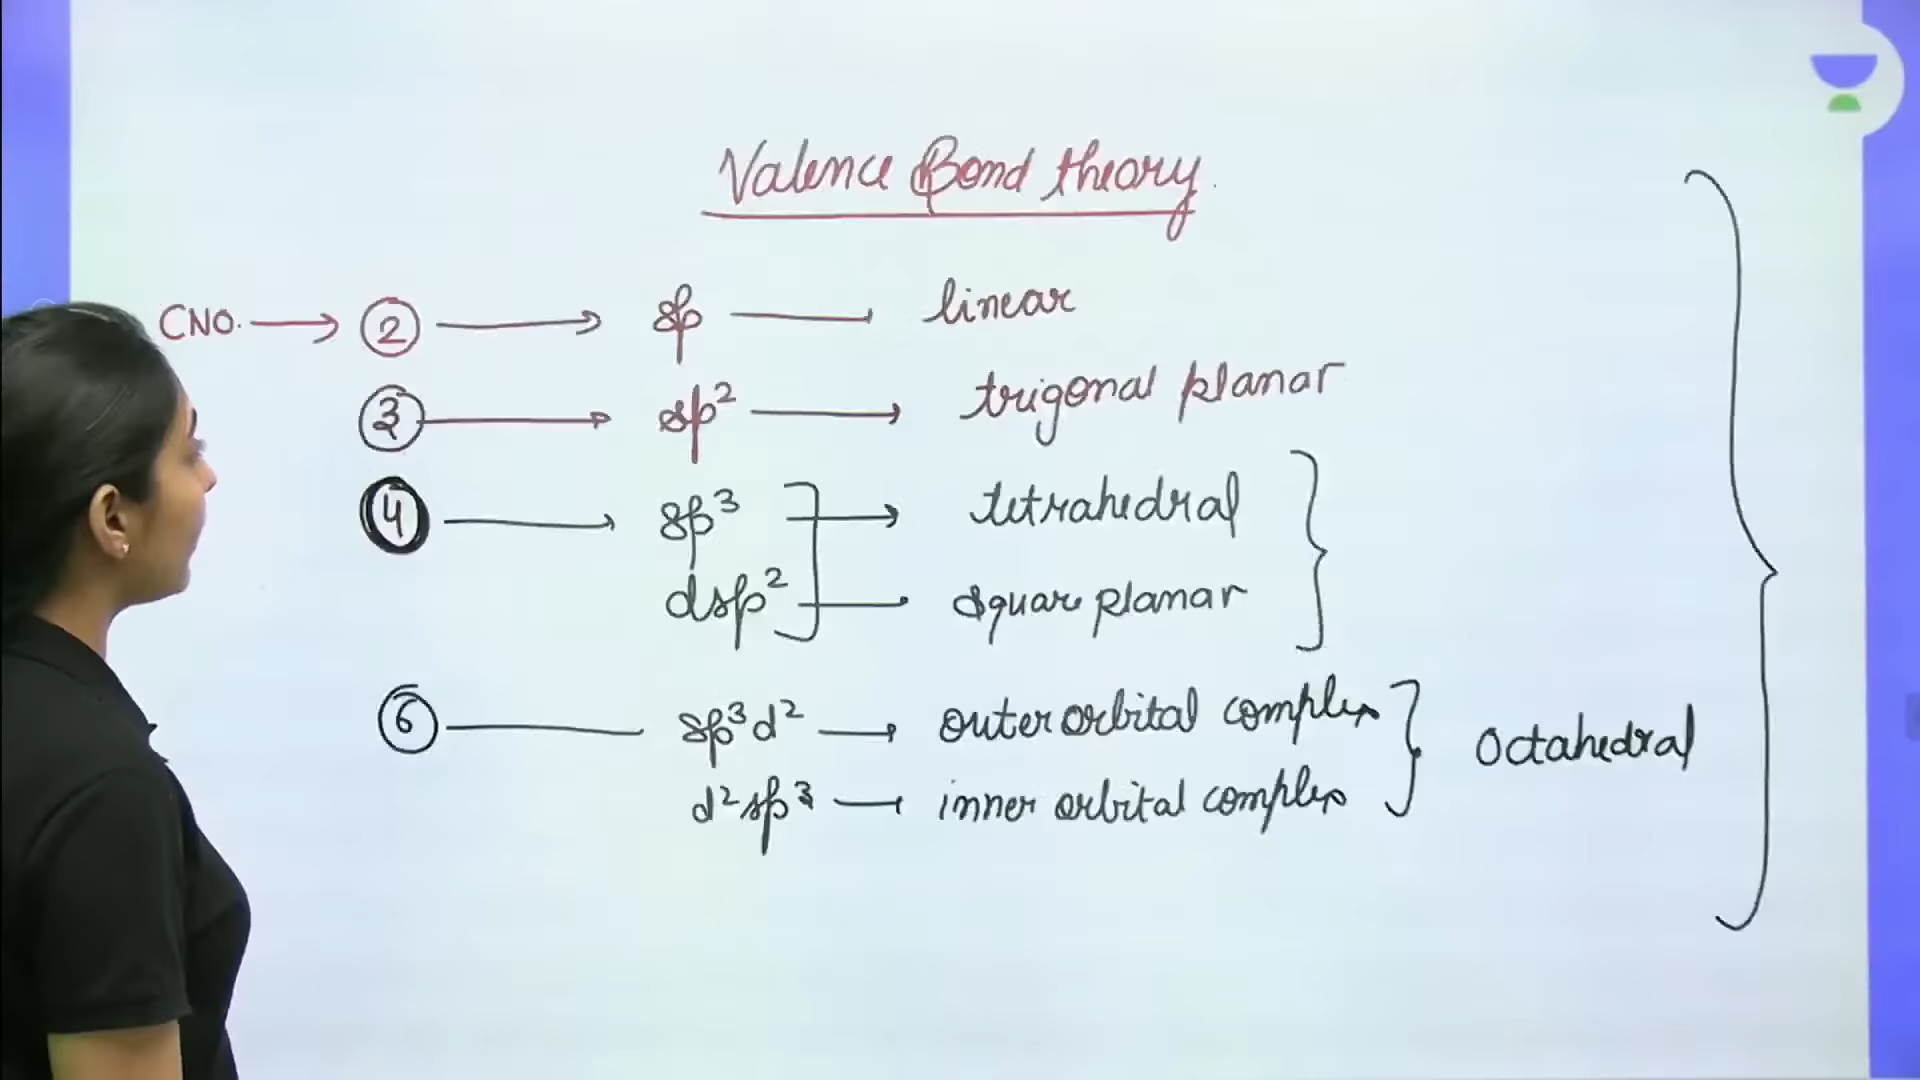 Valence Bond theory.
CNO. → 2 → sp — linear
3 → sp² → trigonal planar
4 → sp³ → tetrahedral
dsp² — square planar
6 — sp³d² → outer orbital complex
Octahedral
d²sp³ — inner orbital complex